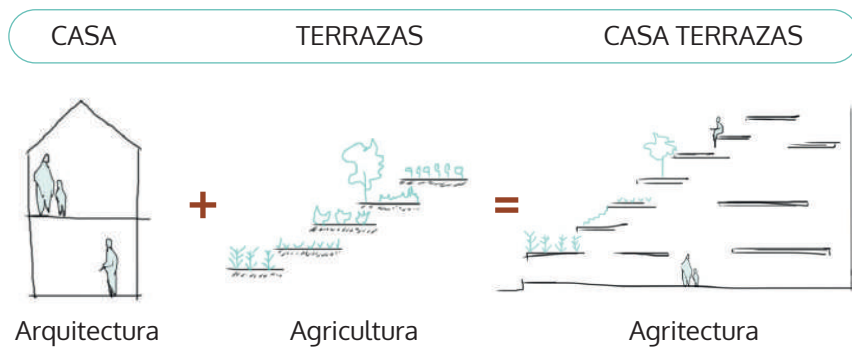 CASA TERRAZAS CASA TERRAZAS
+ =
Arquitectura Agricultura Agritectura